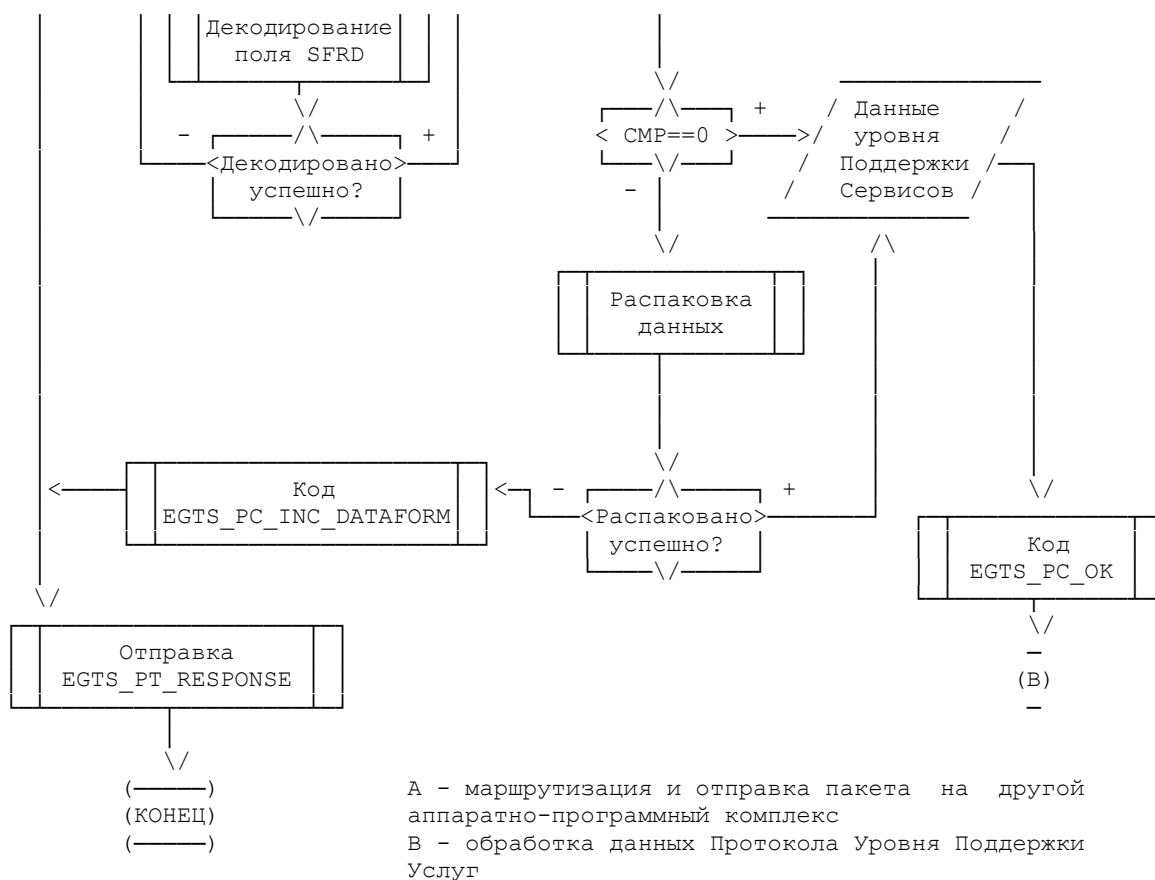 Декодирование
поля SFRD
- +
<Декодировано>
успешно?
+
< CMP==0 >
-
Данные
уровня
Поддержки
Сервисов
Распаковка
данных
Код
EGTS_PC_INC_DATAFORM
- +
<Распаковано>
успешно?
Код
EGTS_PC_OK
(B)
Отправка
EGTS_PT_RESPONSE
(КОНЕЦ)
A - маршрутизация и отправка пакета на другой
аппаратно-программный комплекс
B - обработка данных Протокола Уровня Поддержки
Услуг